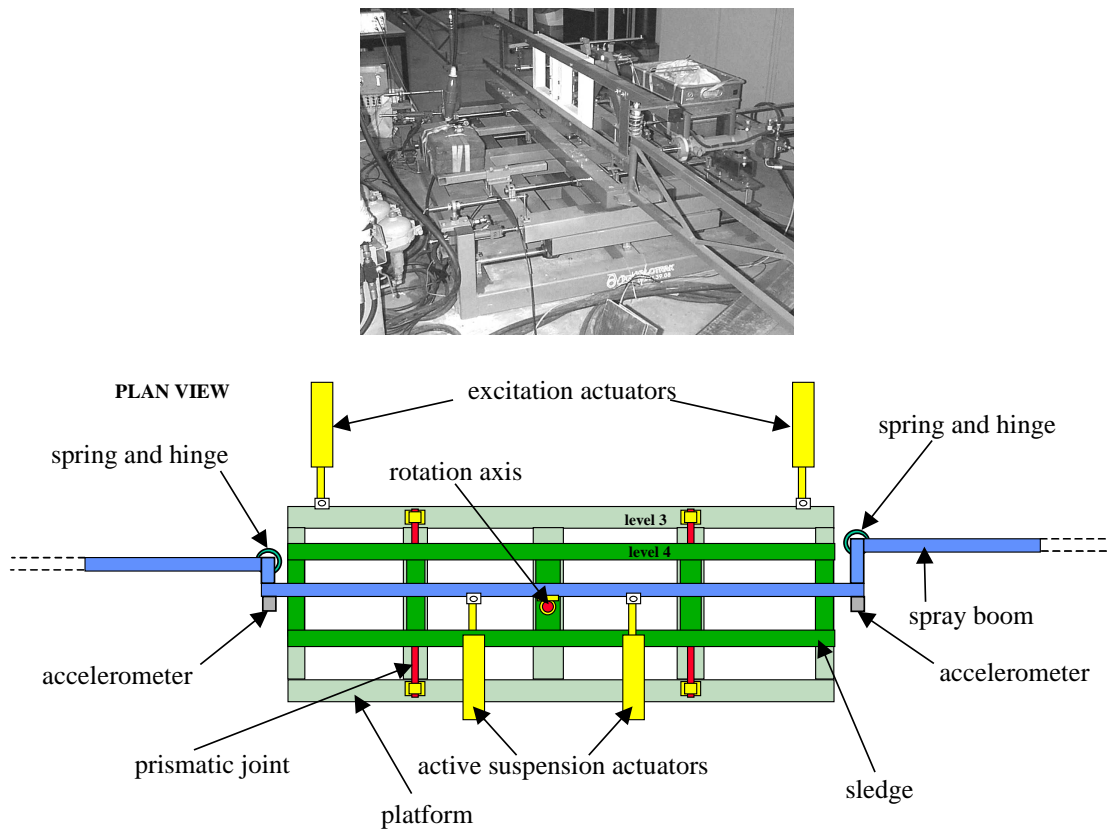 PLAN VIEW
excitation actuators
spring and hinge
spring and hinge
rotation axis
level 3
level 4
spray boom
accelerometer
accelerometer
prismatic joint
active suspension actuators
sledge
platform